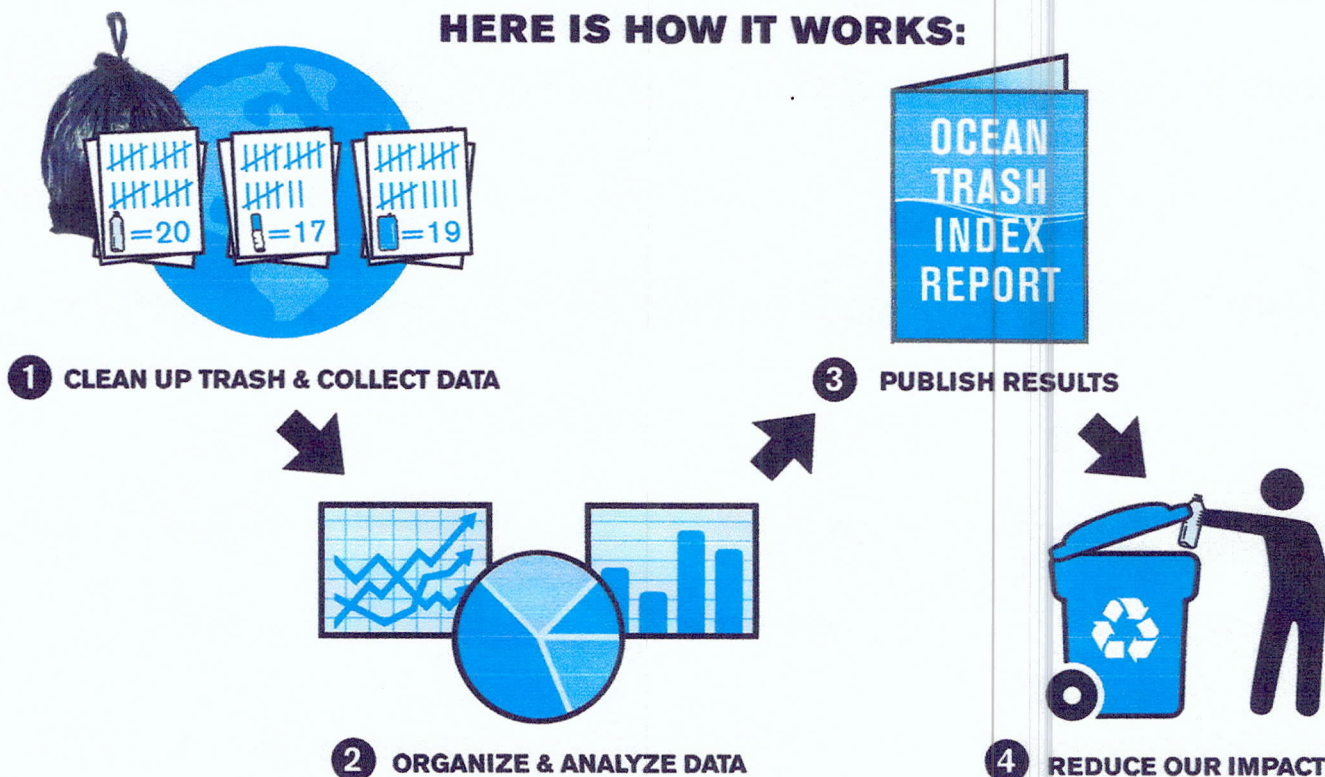 HERE IS HOW IT WORKS:
=20
=17
=19
1 CLEAN UP TRASH & COLLECT DATA
2 ORGANIZE & ANALYZE DATA
OCEAN
TRASH
INDEX
REPORT
3 PUBLISH RESULTS
4 REDUCE OUR IMPACT